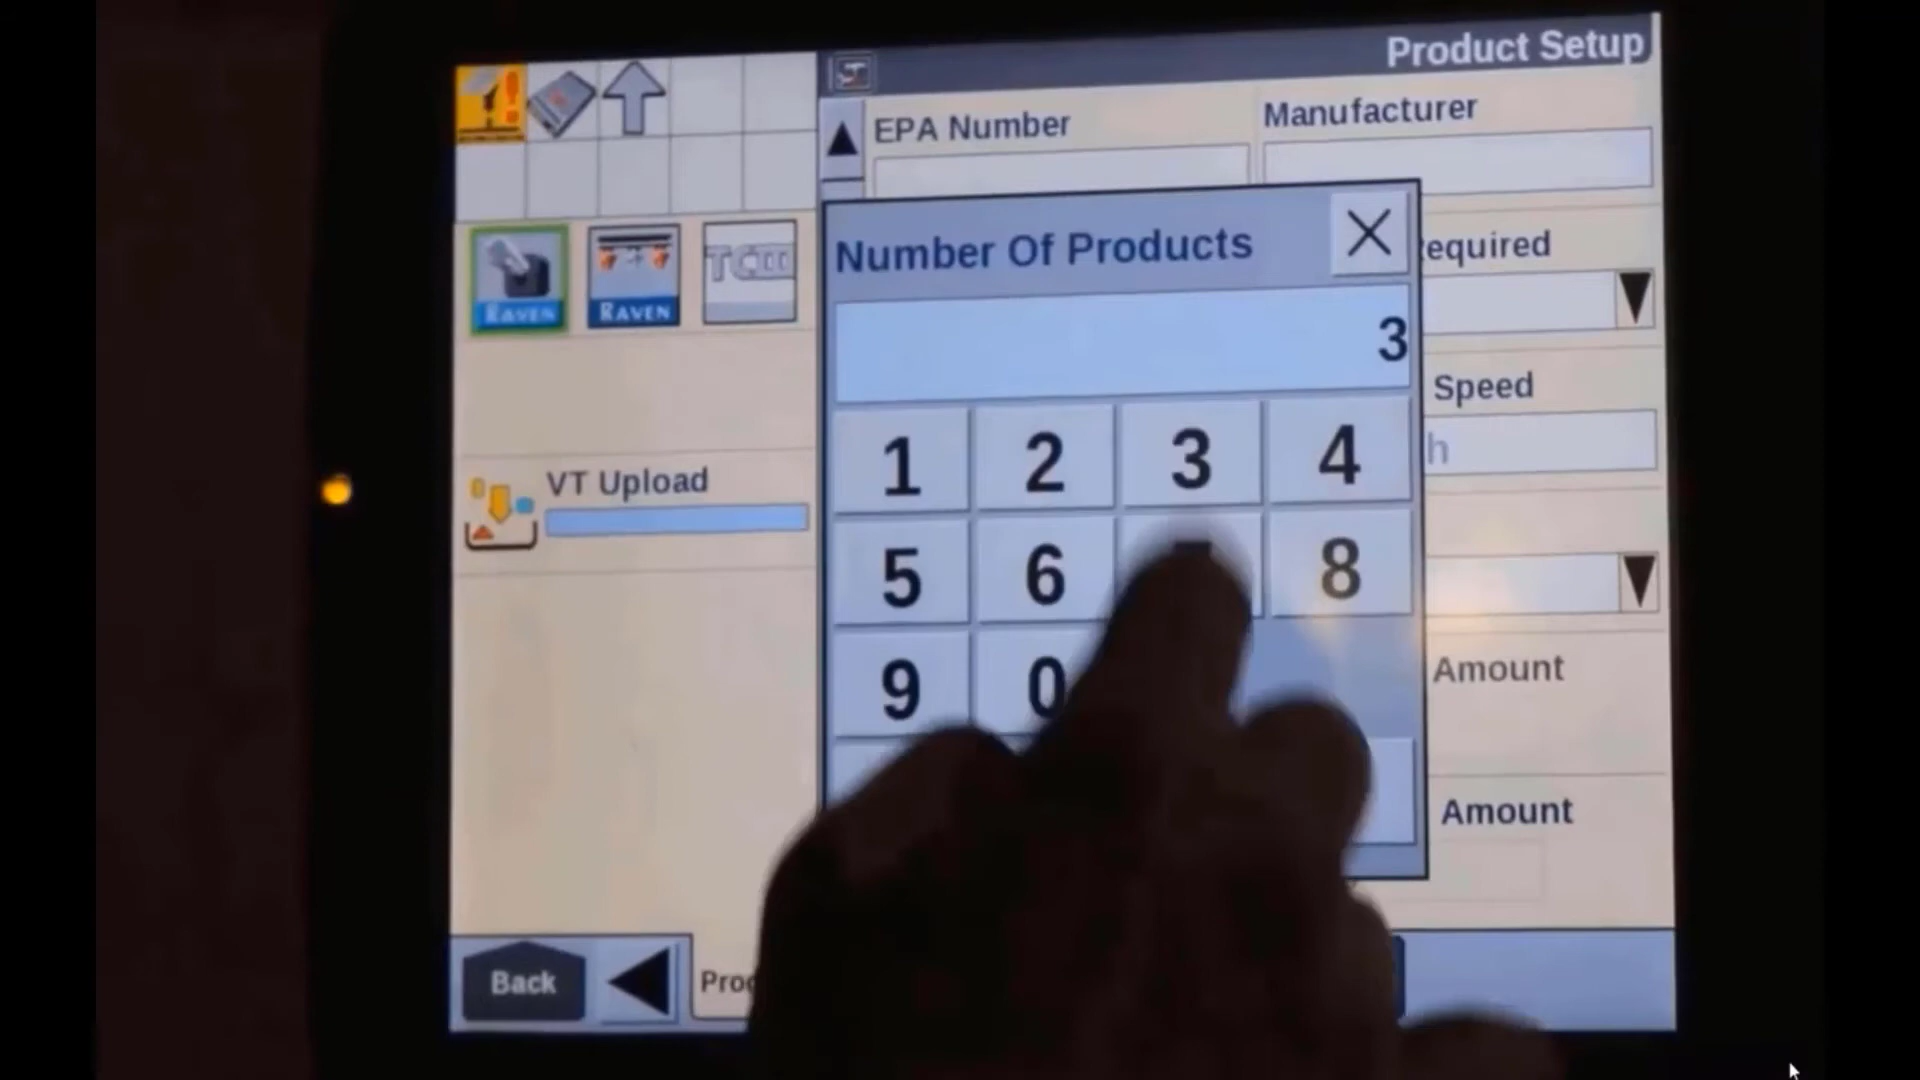 Product Setup
EPA Number
Manufacturer
Number Of Products
equired
RAVEN
RAVEN
TC
3
Speed
1
2
3
4
h
VT Upload
5
6
8
9
0
Amount
Amount
Back